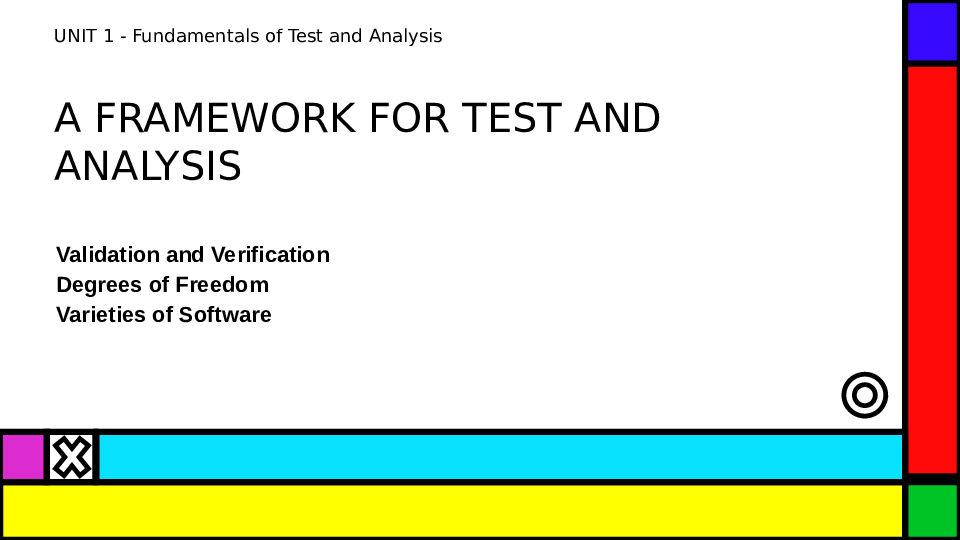 UNIT 1 - Fundamentals of Test and Analysis
A FRAMEWORK FOR TEST AND
ANALYSIS
Validation and Verification
Degrees of Freedom
Varieties of Software